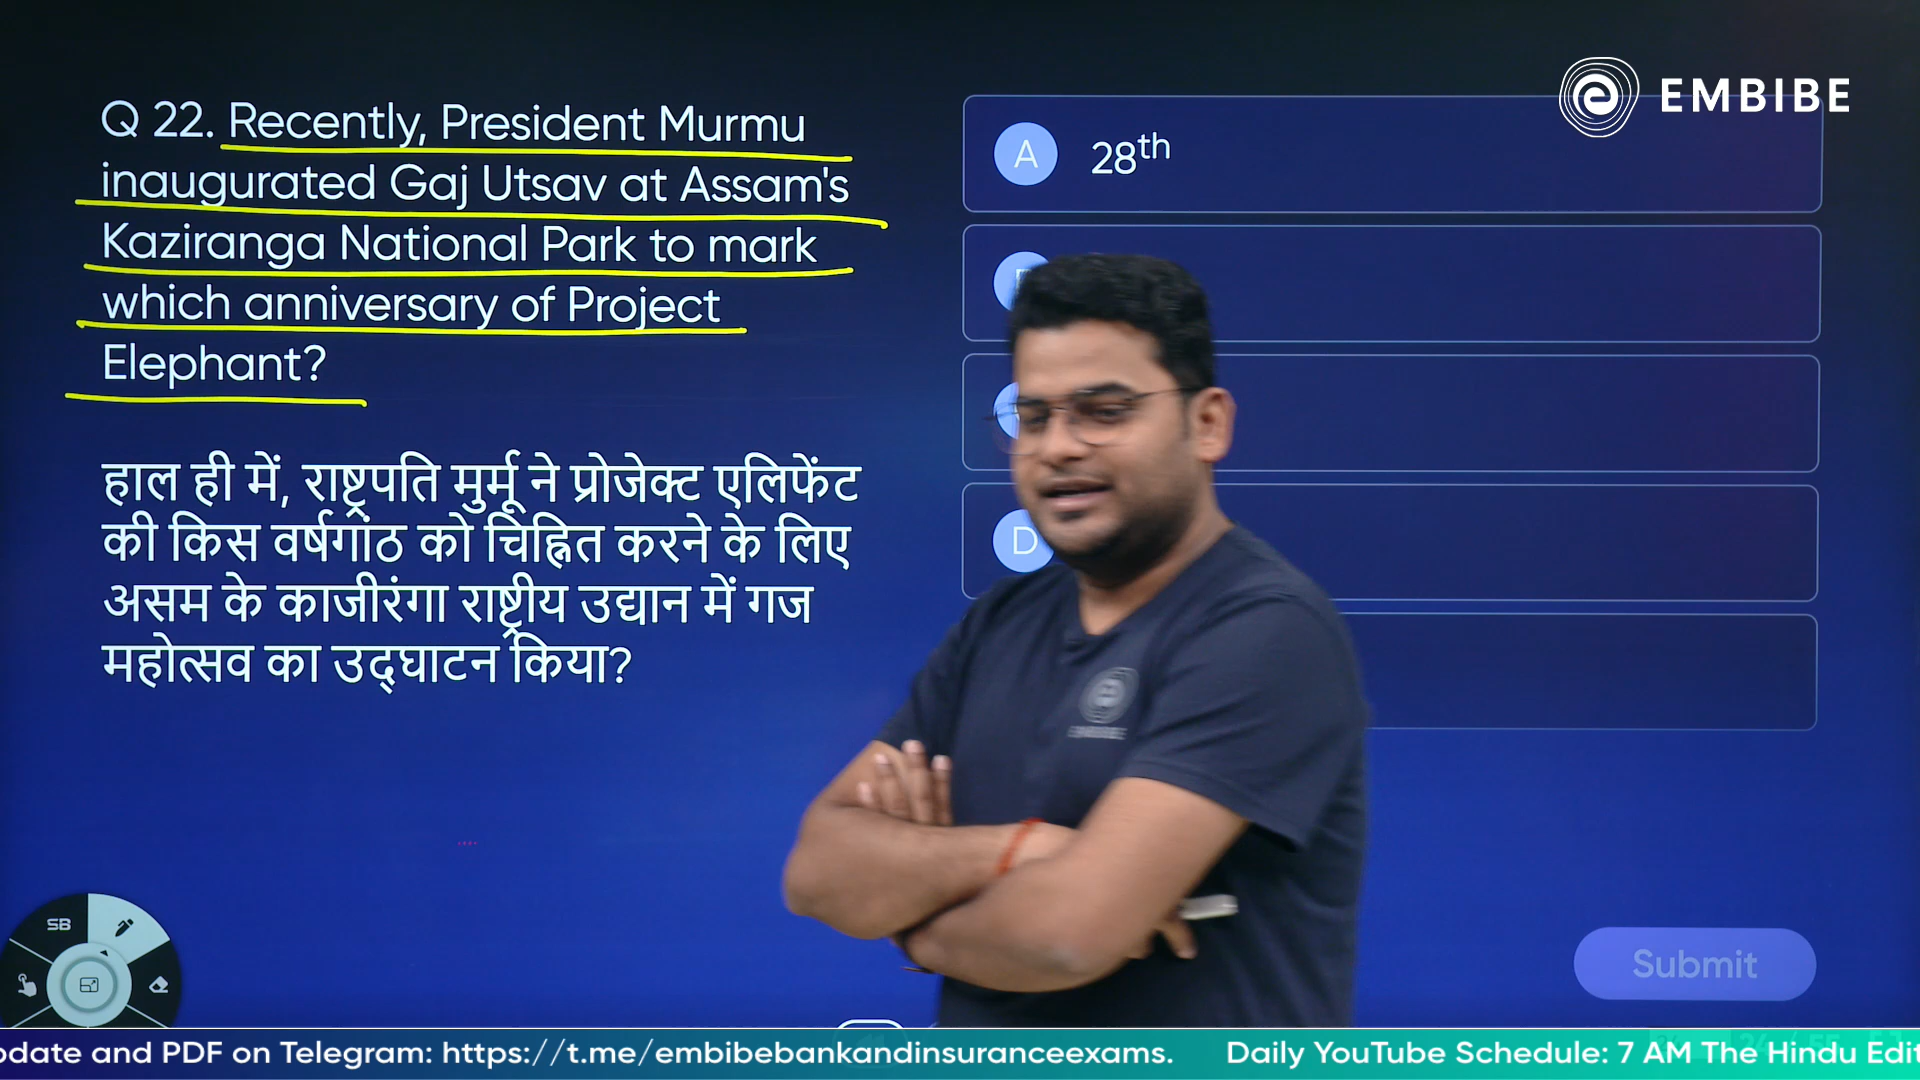 EMBIBE
Q 22. Recently, President Murmu
inaugurated Gaj Utsav at Assam's
Kaziranga National Park to mark
which anniversary of Project
Elephant?
हाल ही में, राष्ट्रपति मुर्मू ने प्रोजेक्ट एलिफेंट
की किस वर्षगांठ को चिह्नित करने के लिए
असम के काजीरंगा राष्ट्रीय उद्यान में गज
महोत्सव का उद्घाटन किया?
A 28th
D
EMBIBE
SB
Submit
and PDF on Telegram: https://t.me/embibebankandinsuranceexams. Daily YouTube Schedule: 7 AM The Hindu